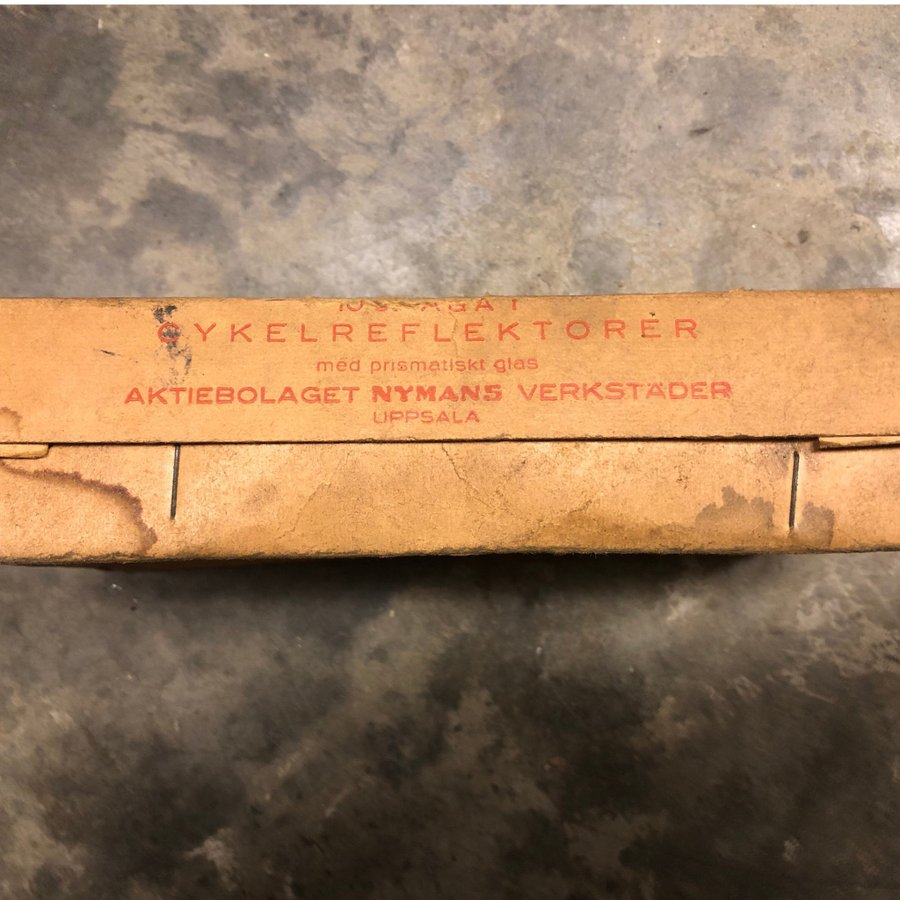 CYKELREFLEKTORER
med prismatiskt glas
AKTIEBOLAGET NYMANS VERKSTÄDER
UPPSALA